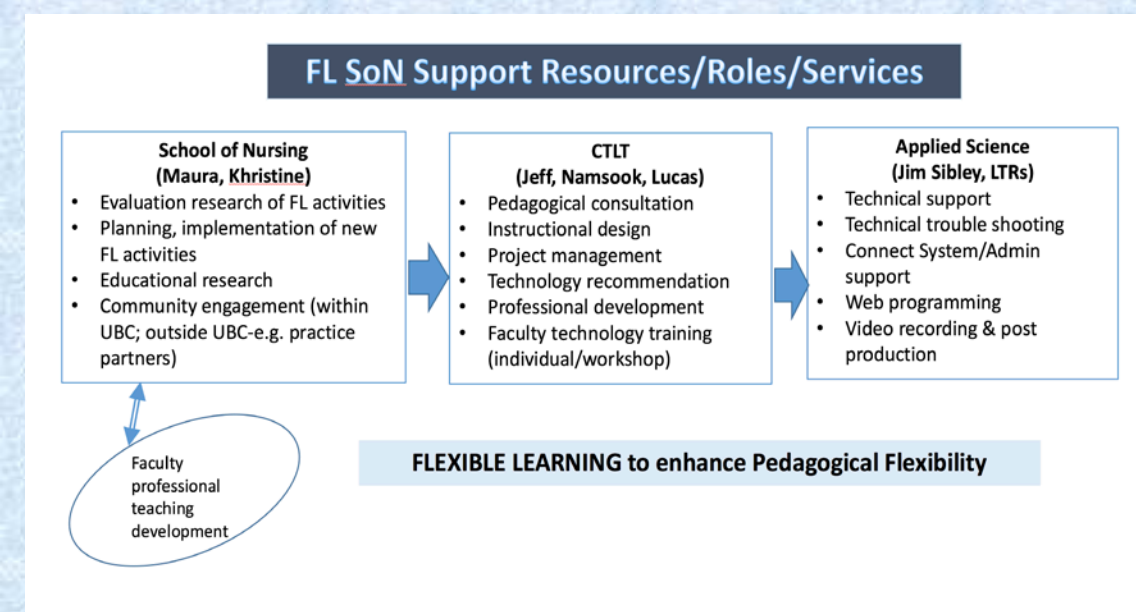 FL SoN Support Resources/Roles/Services
School of Nursing
(Maura, Khristine)
• Evaluation research of FL activities
• Planning, implementation of new
FL activities
• Educational research
• Community engagement (within
UBC; outside UBC-e.g. practice
partners)
CTLT
(Jeff, Namsook, Lucas)
• Pedagogical consultation
• Instructional design
• Project management
• Technology recommendation
• Professional development
• Faculty technology training
(individual/workshop)
Applied Science
(Jim Sibley, LTRs)
• Technical support
• Technical trouble shooting
• Connect System/Admin
support
• Web programming
• Video recording & post
production
Faculty
professional
teaching
development
FLEXIBLE LEARNING to enhance Pedagogical Flexibility